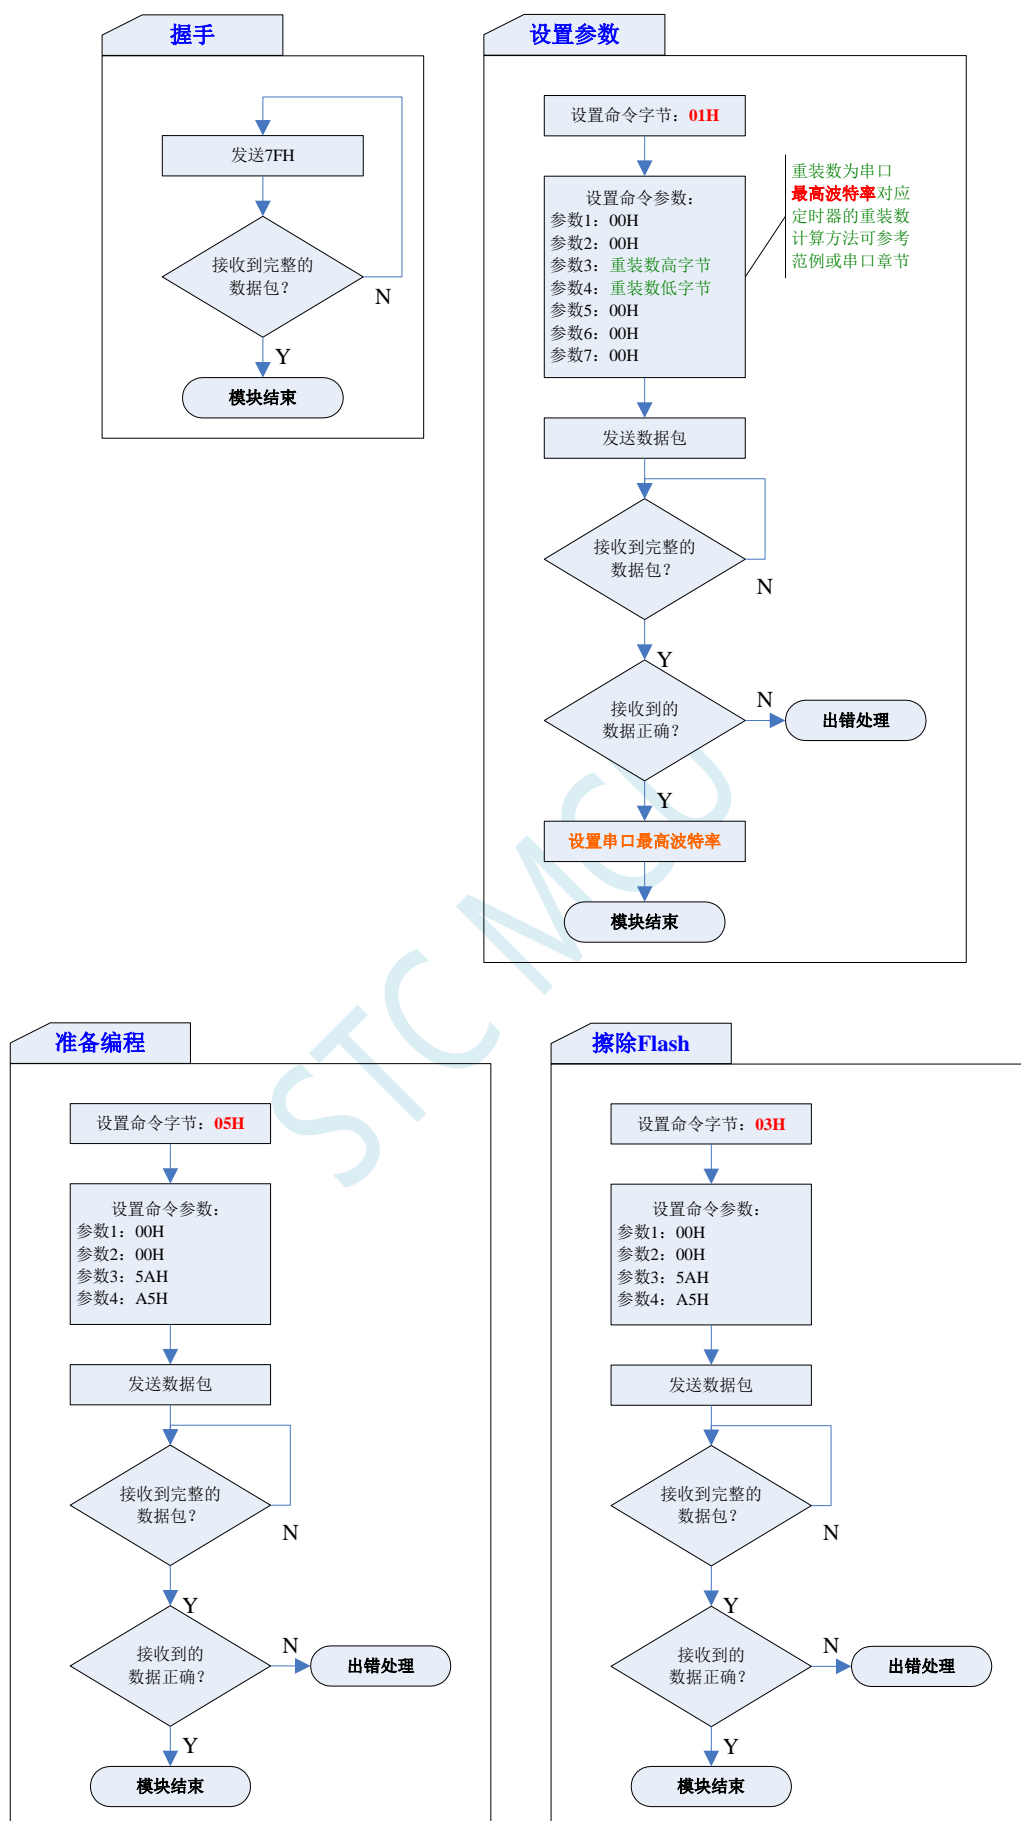 握手
发送7FH
接收到完整的
数据包?
N
Y
模块结束
设置参数
设置命令字节：01H
设置命令参数：
参数1：00H
参数2：00H
参数3：重装数高字节
参数4：重装数低字节
参数5：00H
参数6：00H
参数7：00H
重装数为串口
最高波特率对应
定时器的重装数
计算方法可参考
范例或串口章节
发送数据包
接收到完整的
数据包?
N
Y
接收到的
数据正确?
N
出错处理
Y
设置串口最高波特率
模块结束
STC MCU
准备编程
设置命令字节：05H
设置命令参数：
参数1：00H
参数2：00H
参数3：5AH
参数4：A5H
发送数据包
接收到完整的
数据包?
N
Y
接收到的
数据正确?
N
出错处理
Y
模块结束
擦除Flash
设置命令字节：03H
设置命令参数：
参数1：00H
参数2：00H
参数3：5AH
参数4：A5H
发送数据包
接收到完整的
数据包?
N
Y
接收到的
数据正确?
N
出错处理
Y
模块结束